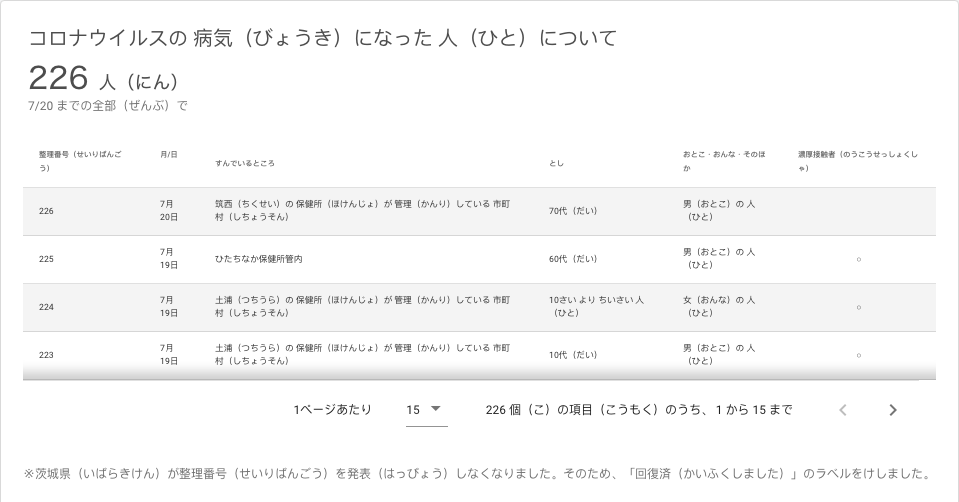 コロナウイルスの 病気（びょうき）になった 人（ひと）について
226 人（にん）
7/20 までの全部（ぜんぶ）で
整理番号（せいりばんごう） 月/日 すんでいるところ とし おとこ・おんな・そのほか 濃厚接触者（のうこうせっしょくしゃ）
226 7月20日 筑西（ちくせい）の 保健所（ほけんじょ）が 管理（かんり）している 市町村（しちょうそん） 70代（だい） 男（おとこ）の 人（ひと）
225 7月19日 ひたちなか保健所管内 60代（だい） 男（おとこ）の 人（ひと） ○
224 7月19日 土浦（つちうら）の 保健所（ほけんじょ）が 管理（かんり）している 市町村（しちょうそん） 10さい より ちいさい 人（ひと） 女（おんな）の 人（ひと） ○
223 7月19日 土浦（つちうら）の 保健所（ほけんじょ）が 管理（かんり）している 市町村（しちょうそん） 10代（だい） 男（おとこ）の 人（ひと） ○
1ページあたり 15 226 個（こ）の項目（こうもく）のうち、1 から 15 まで
※茨城県（いばらきけん）が整理番号（せいりばんごう）を発表（はっぴょう）しなくなりました。そのため、「回復済（かいふくしました）」のラベルをけしました。